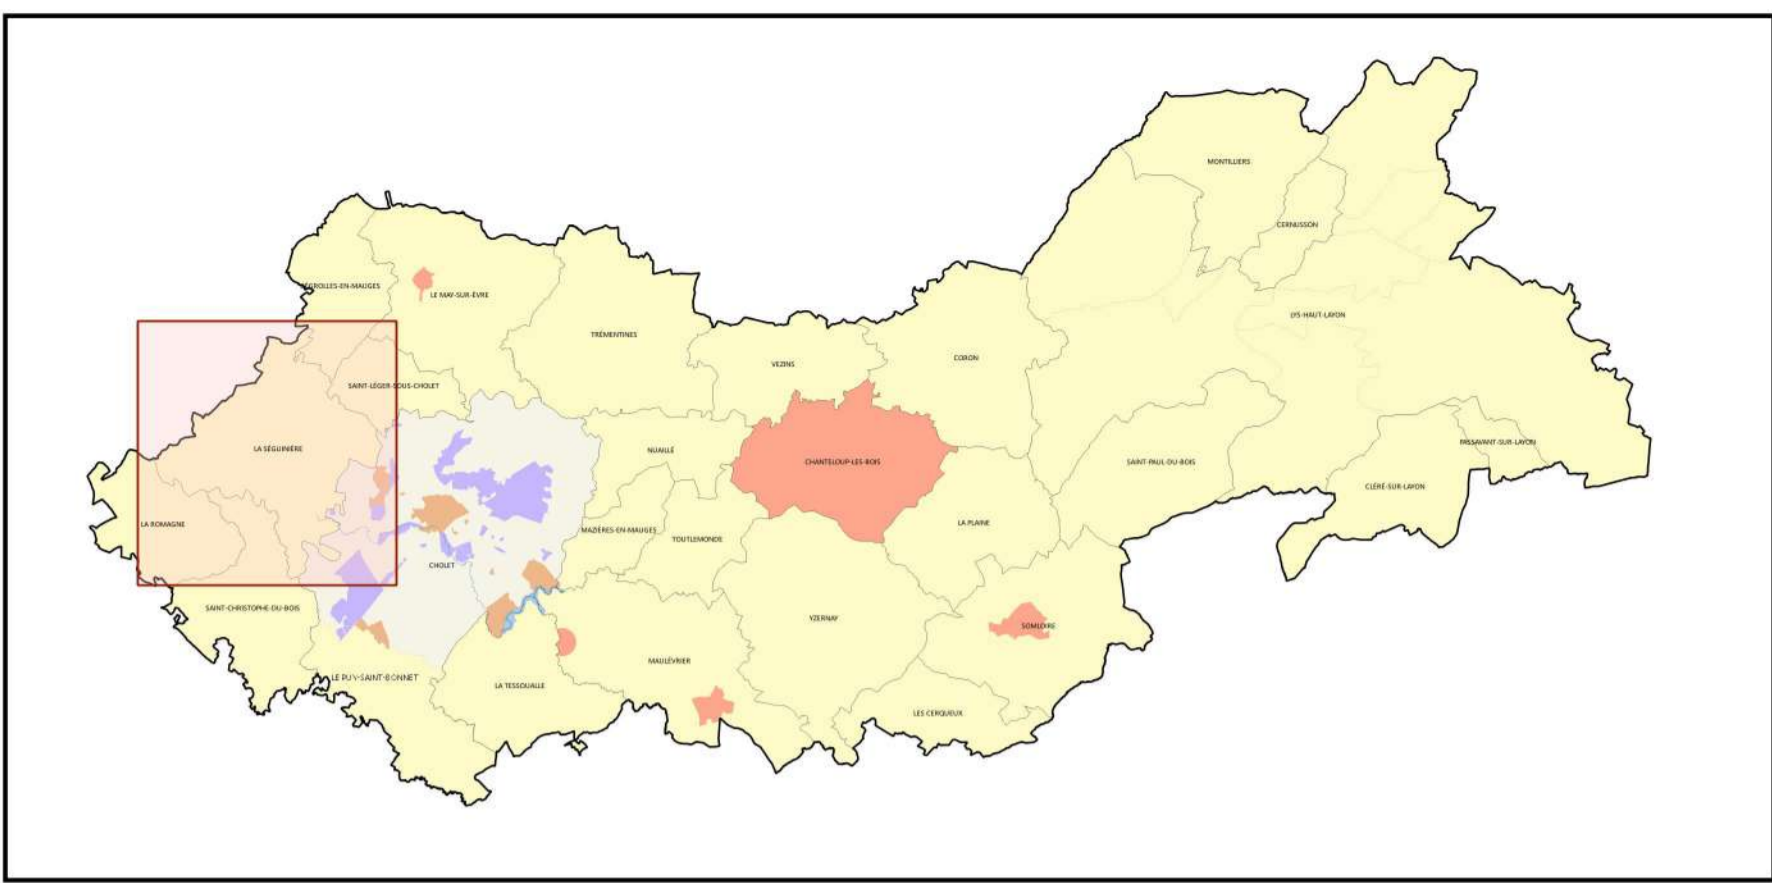 MONTILLIERS
CERNUSSON
BÉGROLLES-EN-MAUGES
LE MAY-SUR-ÈVRE
LYS-HAUT-LAYON
TRÉMENTINES
VEZINS
CORON
SAINT-LÉGER-SOUS-CHOLET
LA SÉGUINIÈRE
NUAILLÉ
CHANTELOUP-LES-BOIS
SAINT-PAUL-DU-BOIS
PASSAVANT-SUR-LAYON
CLÉRÉ-SUR-LAYON
LA ROMAGNE
MAZIÈRES-EN-MAUGES
TOUTLEMONDE
LA PLAINE
CHOLET
SAINT-CHRISTOPHE-DU-BOIS
YZERNAY
SOMLOIRE
MAULÉVRIER
LE PUY-SAINT-BONNET
LA TESSOUALLE
LES CERQUEUX